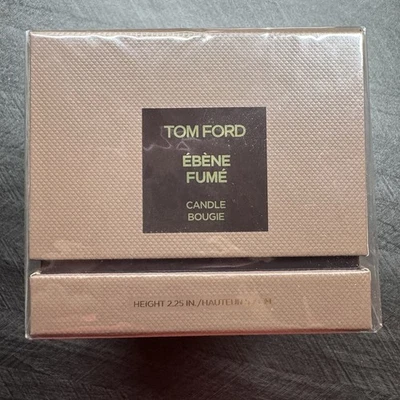 TOM FORD
ÉBÈNE
FUMÉ
CANDLE
BOUGIE
HEIGHT 2.25 IN./HAUTEUR